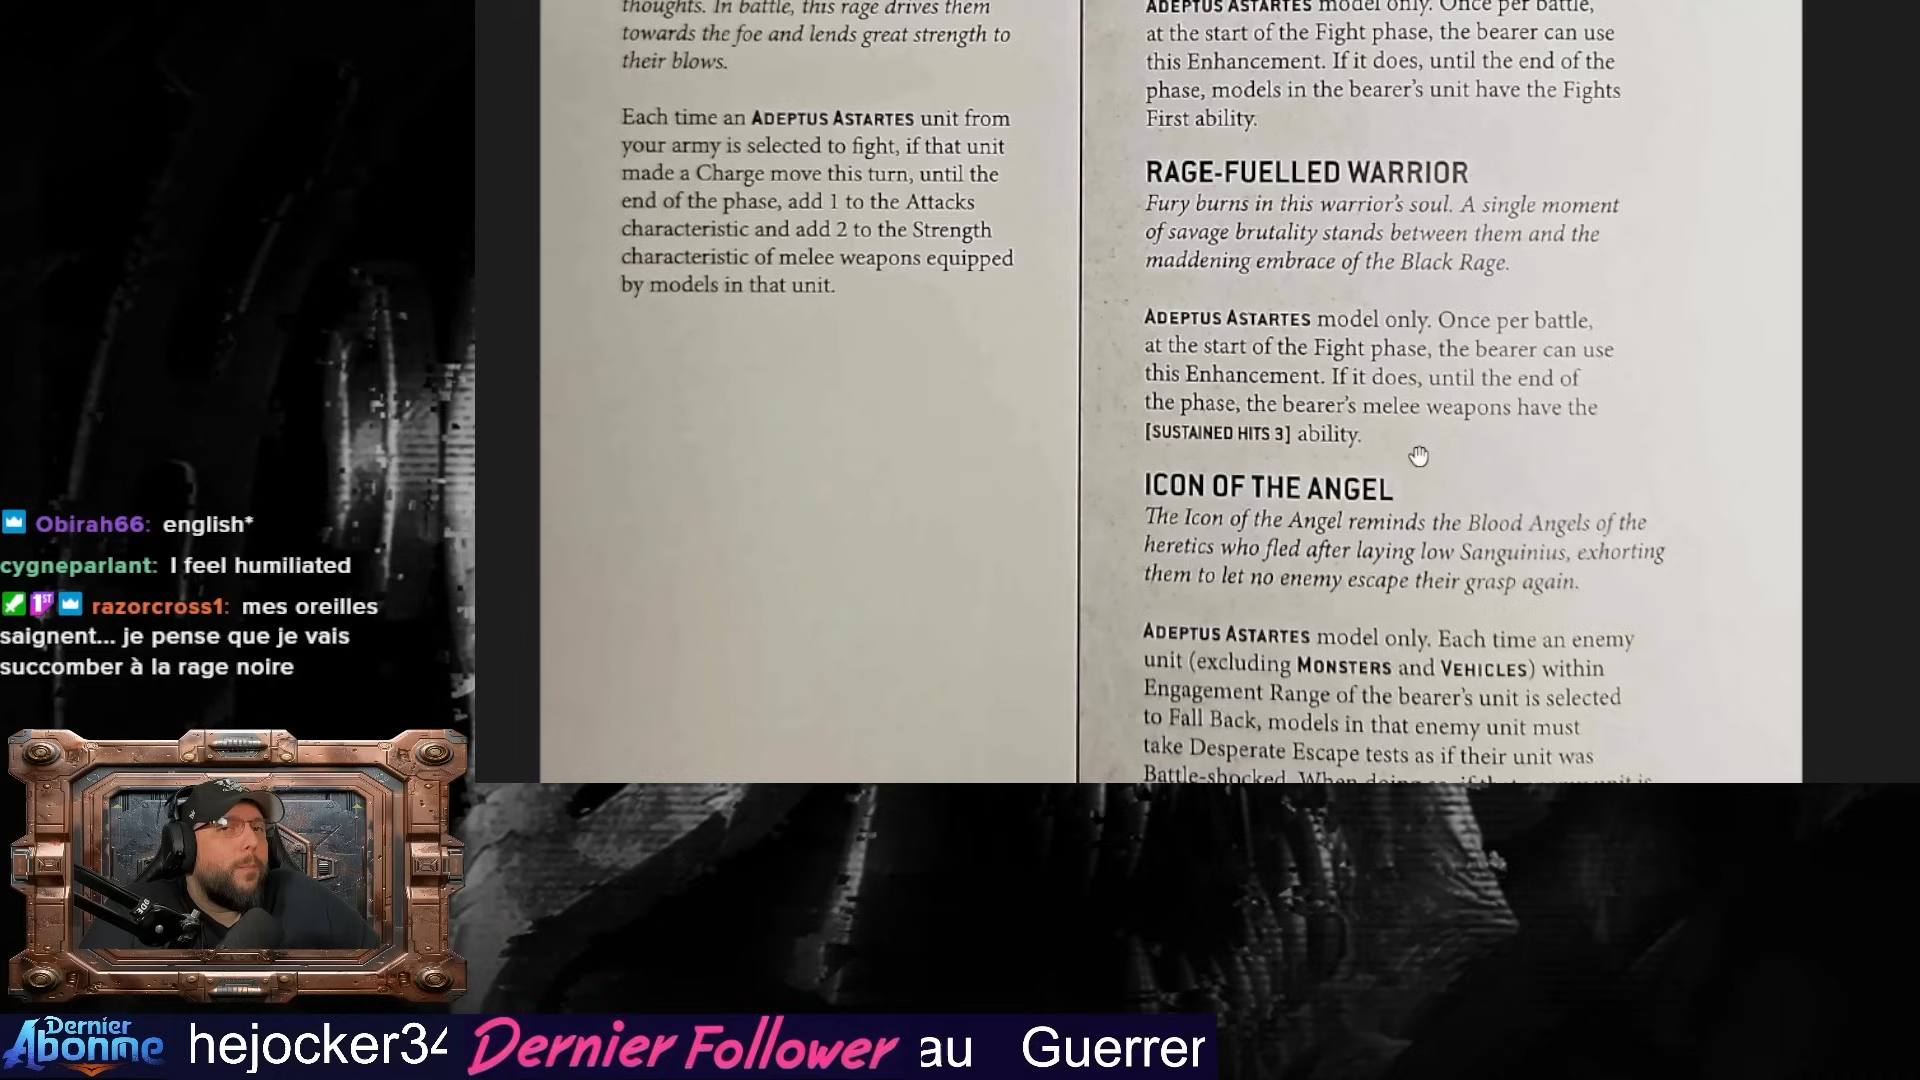 thoughts. In battle, this rage drives them
towards the foe and lends great strength to
their blows.
Each time an ADEPTUS ASTARTES unit from
your army is selected to fight, if that unit
made a Charge move this turn, until the
end of the phase, add 1 to the Attacks
characteristic and add 2 to the Strength
characteristic of melee weapons equipped
by models in that unit.
ADEPTUS ASTARTES model only. Once per battle,
at the start of the Fight phase, the bearer can use
this Enhancement. If it does, until the end of the
phase, models in the bearer's unit have the Fights
First ability.
RAGE-FUELLED WARRIOR
Fury burns in this warrior's soul. A single moment
of savage brutality stands between them and the
maddening embrace of the Black Rage.
ADEPTUS ASTARTES model only. Once per battle,
at the start of the Fight phase, the bearer can use
this Enhancement. If it does, until the end of
the phase, the bearer's melee weapons have the
[SUSTAINED HITS 3] ability.
ICON OF THE ANGEL
The Icon of the Angel reminds the Blood Angels of the
heretics who fled after laying low Sanguinius, exhorting
them to let no enemy escape their grasp again.
ADEPTUS ASTARTES model only. Each time an enemy
unit (excluding MONSTERS and VEHICLES) within
Engagement Range of the bearer's unit is selected
to Fall Back, models in that enemy unit must
take Desperate Escape tests as if their unit was
Battle-shocked. When doing so, if that enemy unit is
Obirah66: english*
cygneparlant: I feel humiliated
1ST razorcross1: mes oreilles
saignent... je pense que je vais
succomber à la rage noire
Dernier
Abonné
hejocker34
Dernier Follower
au Guerrer